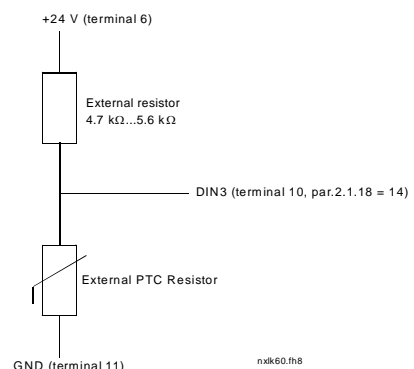 +24 V (terminal 6)
External resistor
4.7 kΩ...5.6 kΩ
DIN3 (terminal 10, par.2.1.18 = 14)
External PTC Resistor
GND (terminal 11)
nxlk60.fh8